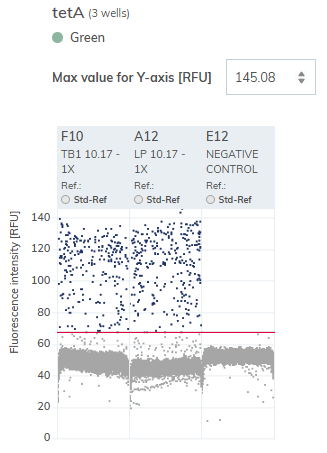 tetA (3 wells)
Green
Max value for Y-axis [RFU] 145.08
F10 A12 E12
TB1 10.17 - LP 10.17 - NEGATIVE
1X 1X CONTROL
Ref.: Ref.: Ref.:
Std-Ref Std-Ref Std-Ref
Fluorescence intensity [RFU]
140
120
100
80
60
40
20
0